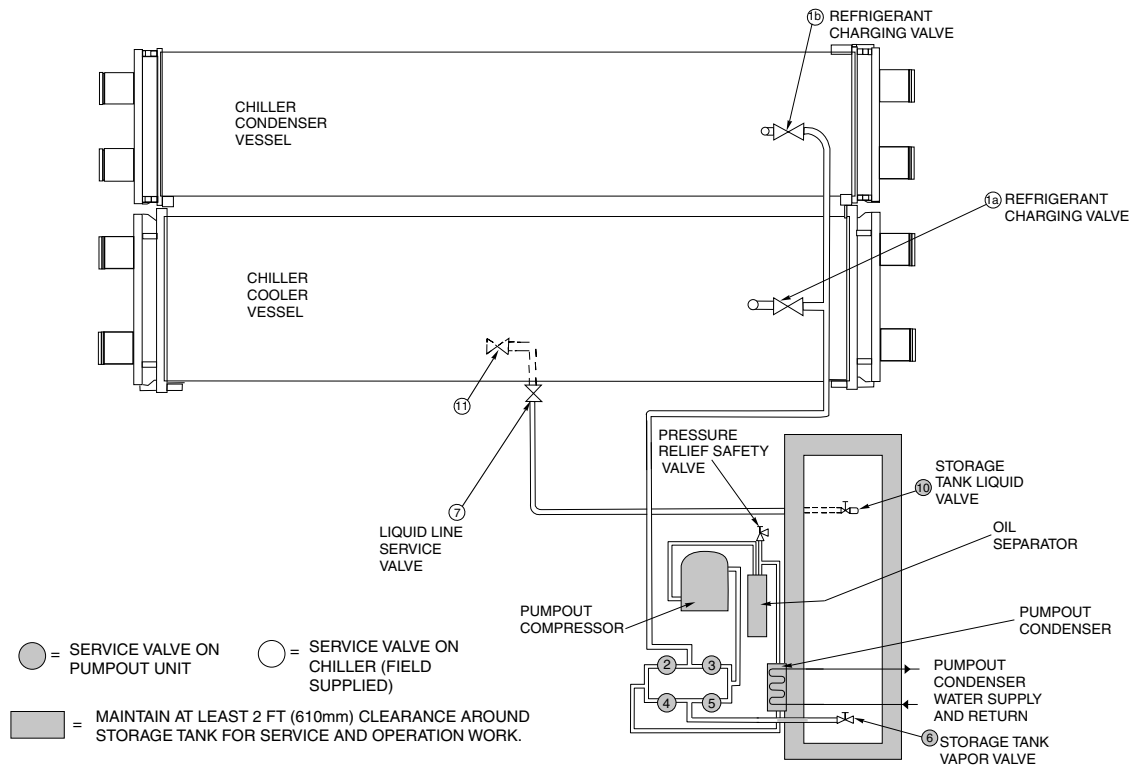 1b REFRIGERANT
CHARGING VALVE
CHILLER
CONDENSER
VESSEL
1a REFRIGERANT
CHARGING VALVE
CHILLER
COOLER
VESSEL
11
PRESSURE
RELIEF SAFETY
VALVE
10
STORAGE
TANK LIQUID
VALVE
7
LIQUID LINE
SERVICE
VALVE
OIL
SEPARATOR
PUMPOUT
COMPRESSOR
PUMPOUT
CONDENSER
2
3
4
5
PUMPOUT
CONDENSER
WATER SUPPLY
AND RETURN
6 STORAGE TANK
VAPOR VALVE
= SERVICE VALVE ON
PUMPOUT UNIT
= SERVICE VALVE ON
CHILLER (FIELD
SUPPLIED)
= MAINTAIN AT LEAST 2 FT (610mm) CLEARANCE AROUND
STORAGE TANK FOR SERVICE AND OPERATION WORK.